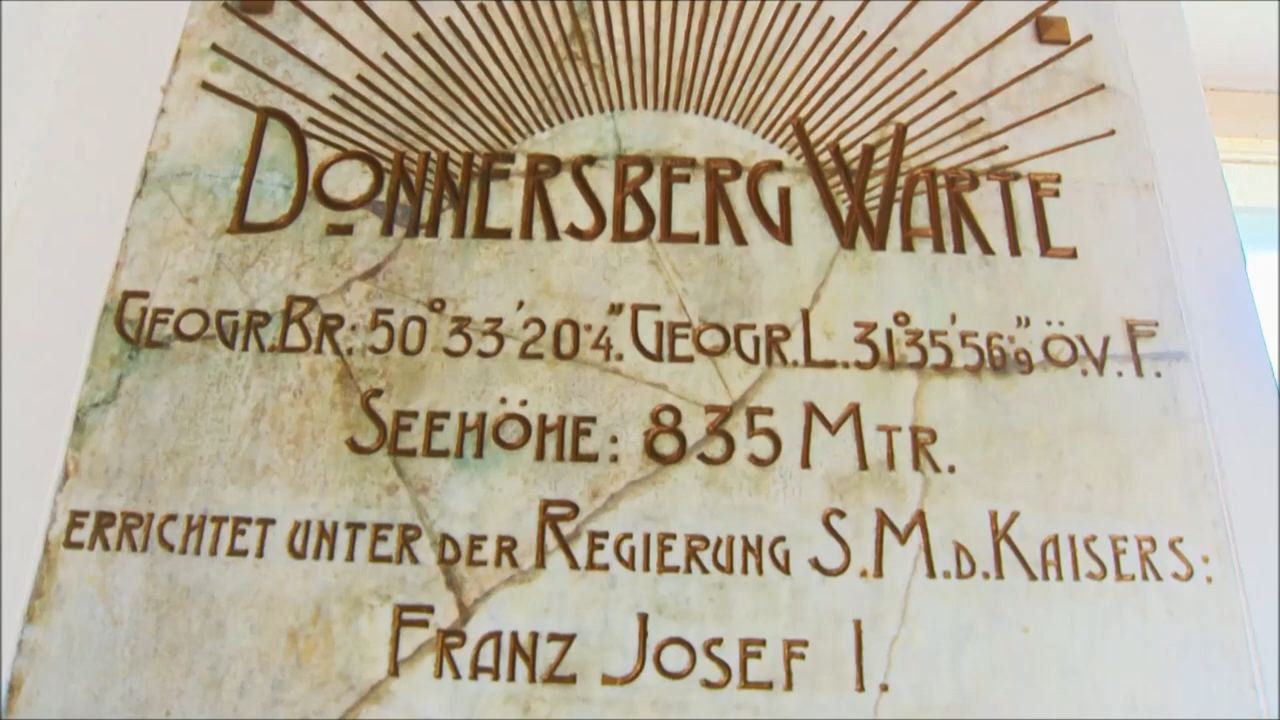 DONNERSBERG WARTE
GEOGR.BR: 50°33'20·4." GEOGR.L. 31°35'56·9" Ö.V.F.
SEEHÖHE: 835 MTR.
ERRICHTET UNTER DER REGIERUNG S.M.D.KAISERS:
FRANZ JOSEF I.